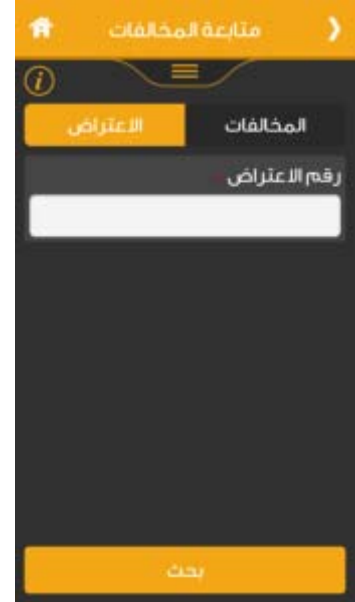 متابعة المخالفات
المخالفات الاعتراض
رقم الاعتراض *
بحث